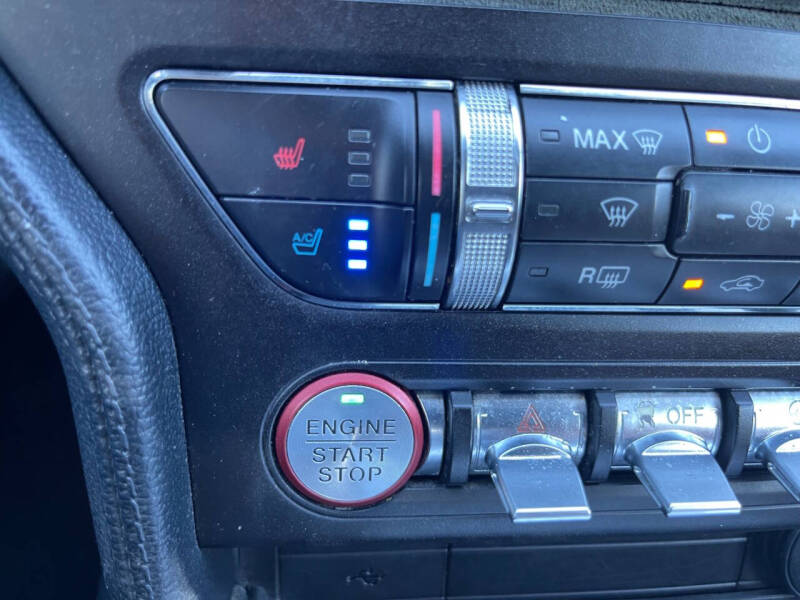 MAX
A/C
R
- +
ENGINE
START
STOP
OFF